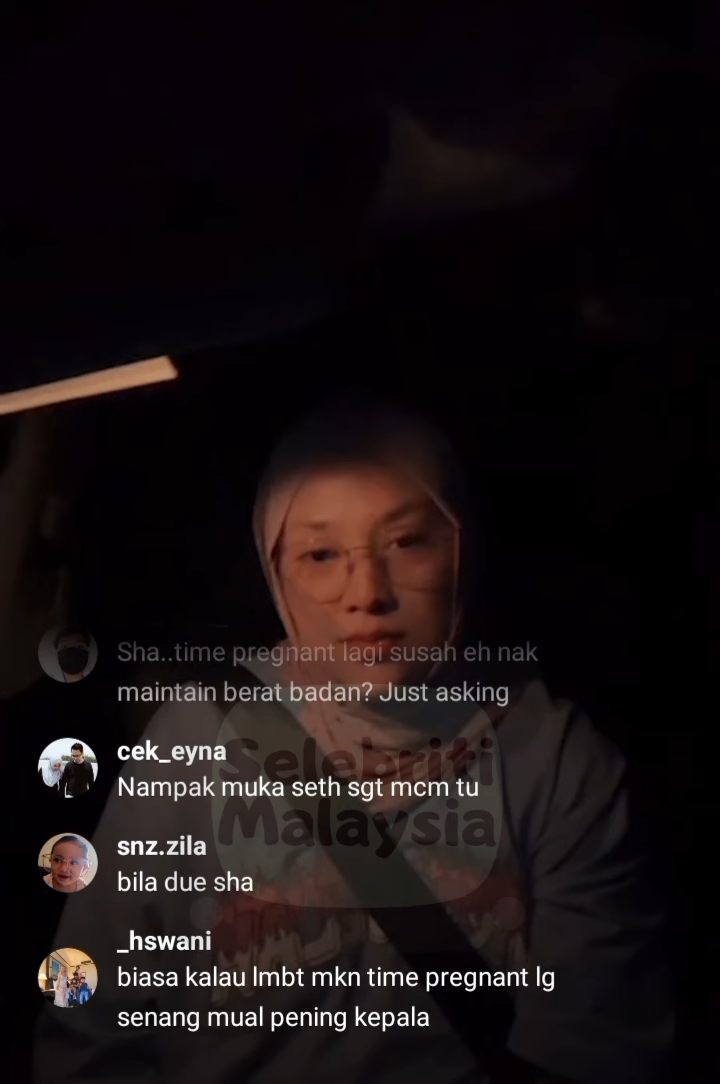 Sha..time pregnant lagi susah eh nak
maintain berat badan? Just asking
cek_eyna
Nampak muka seth sgt mcm tu
Selebriti
Malaysia
snz.zila
bila due sha
_hswani
biasa kalau lmbt mkn time pregnant lg
senang mual pening kepala